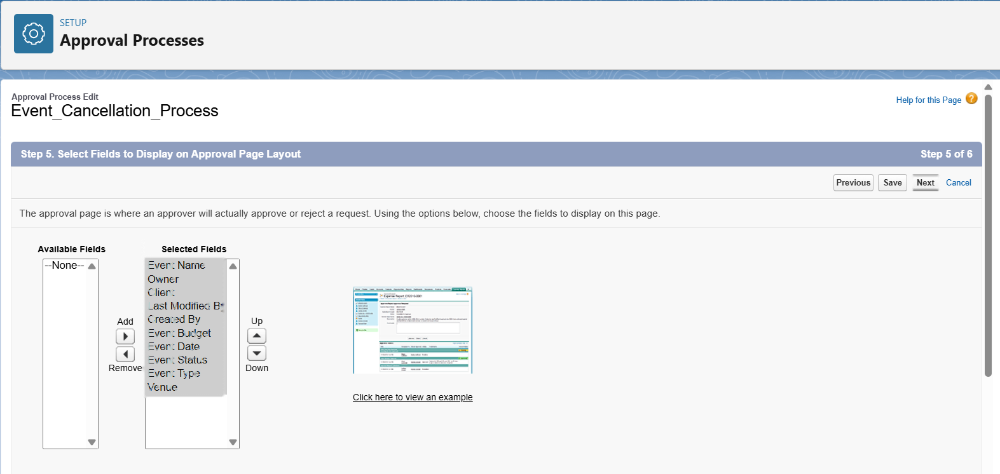 SETUP
Approval Processes
Approval Process Edit
Event_Cancellation_Process
Help for this Page ?
Step 5. Select Fields to Display on Approval Page Layout
Step 5 of 6
Previous
Save
Next
Cancel
The approval page is where an approver will actually approve or reject a request. Using the options below, choose the fields to display on this page.
Available Fields
Selected Fields
--None--
Event Name
Owner
Client
Last Modified By
Created By
Event Budget
Event Date
Event Status
Event Type
Venue
Add
Remove
Up
Down
Click here to view an example